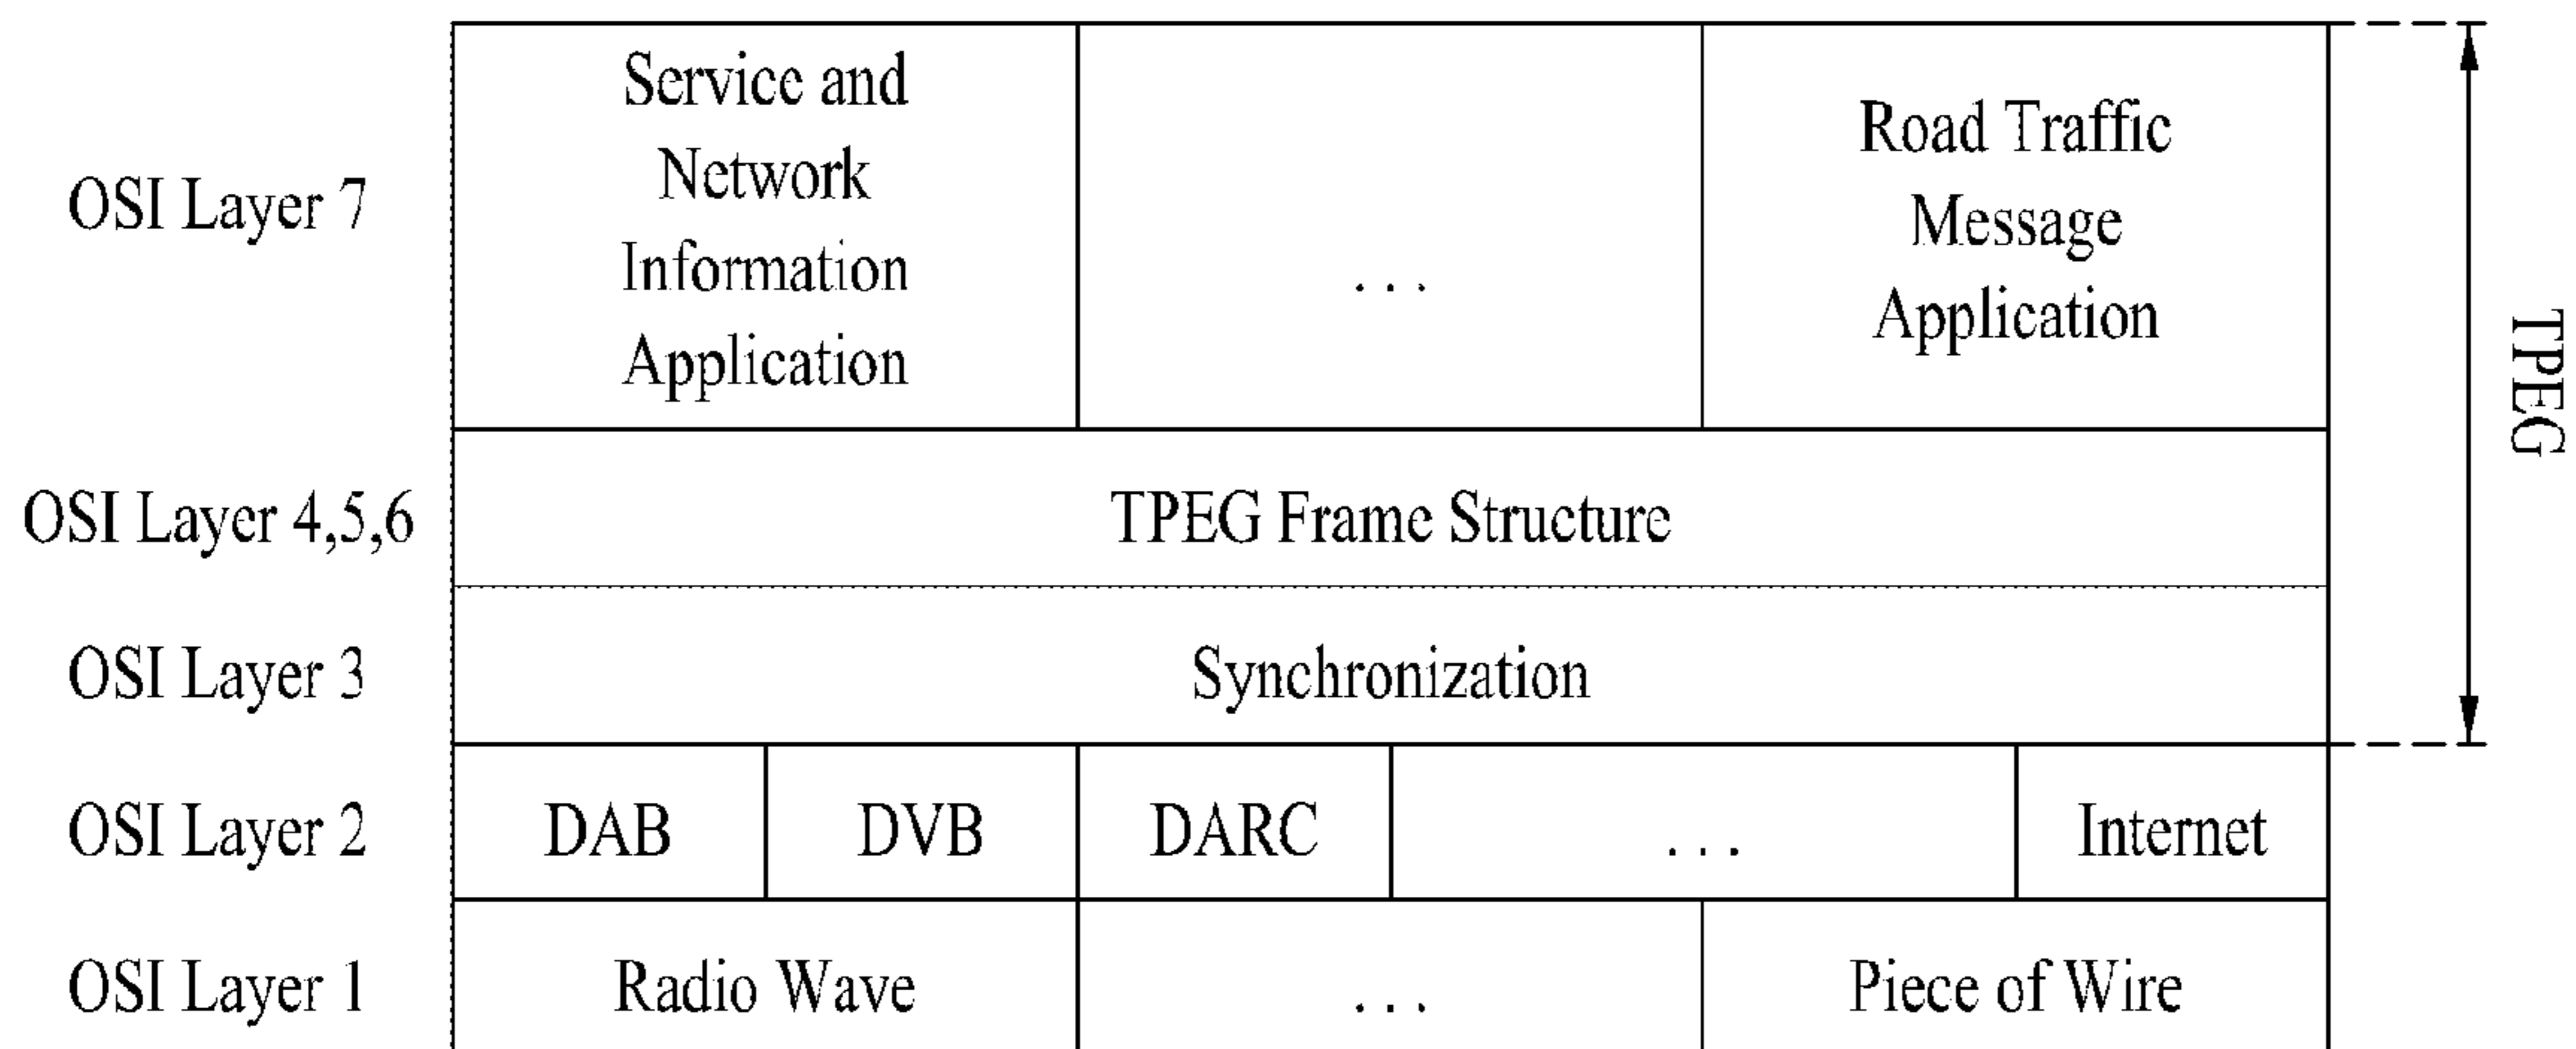 OSI Layer 7
Service and
Network
Information
Application
. . .
Road Traffic
Message
Application
TPEG
OSI Layer 4,5,6
TPEG Frame Structure
OSI Layer 3
Synchronization
OSI Layer 2
DAB
DVB
DARC
. . .
Internet
OSI Layer 1
Radio Wave
. . .
Piece of Wire